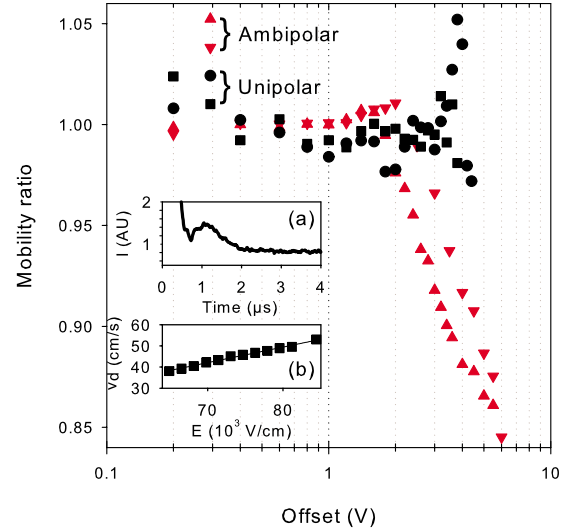 1.05
Ambipolar
Unipolar
1.00
Mobility ratio
0.95
0.90
0.85
2
1
I (AU)
(a)
0 1 2 3 4
Time (µs)
60
50
40
30
Vd (cm/s)
(b)
70 80
E (10³ V/cm)
0.1 1 10
Offset (V)